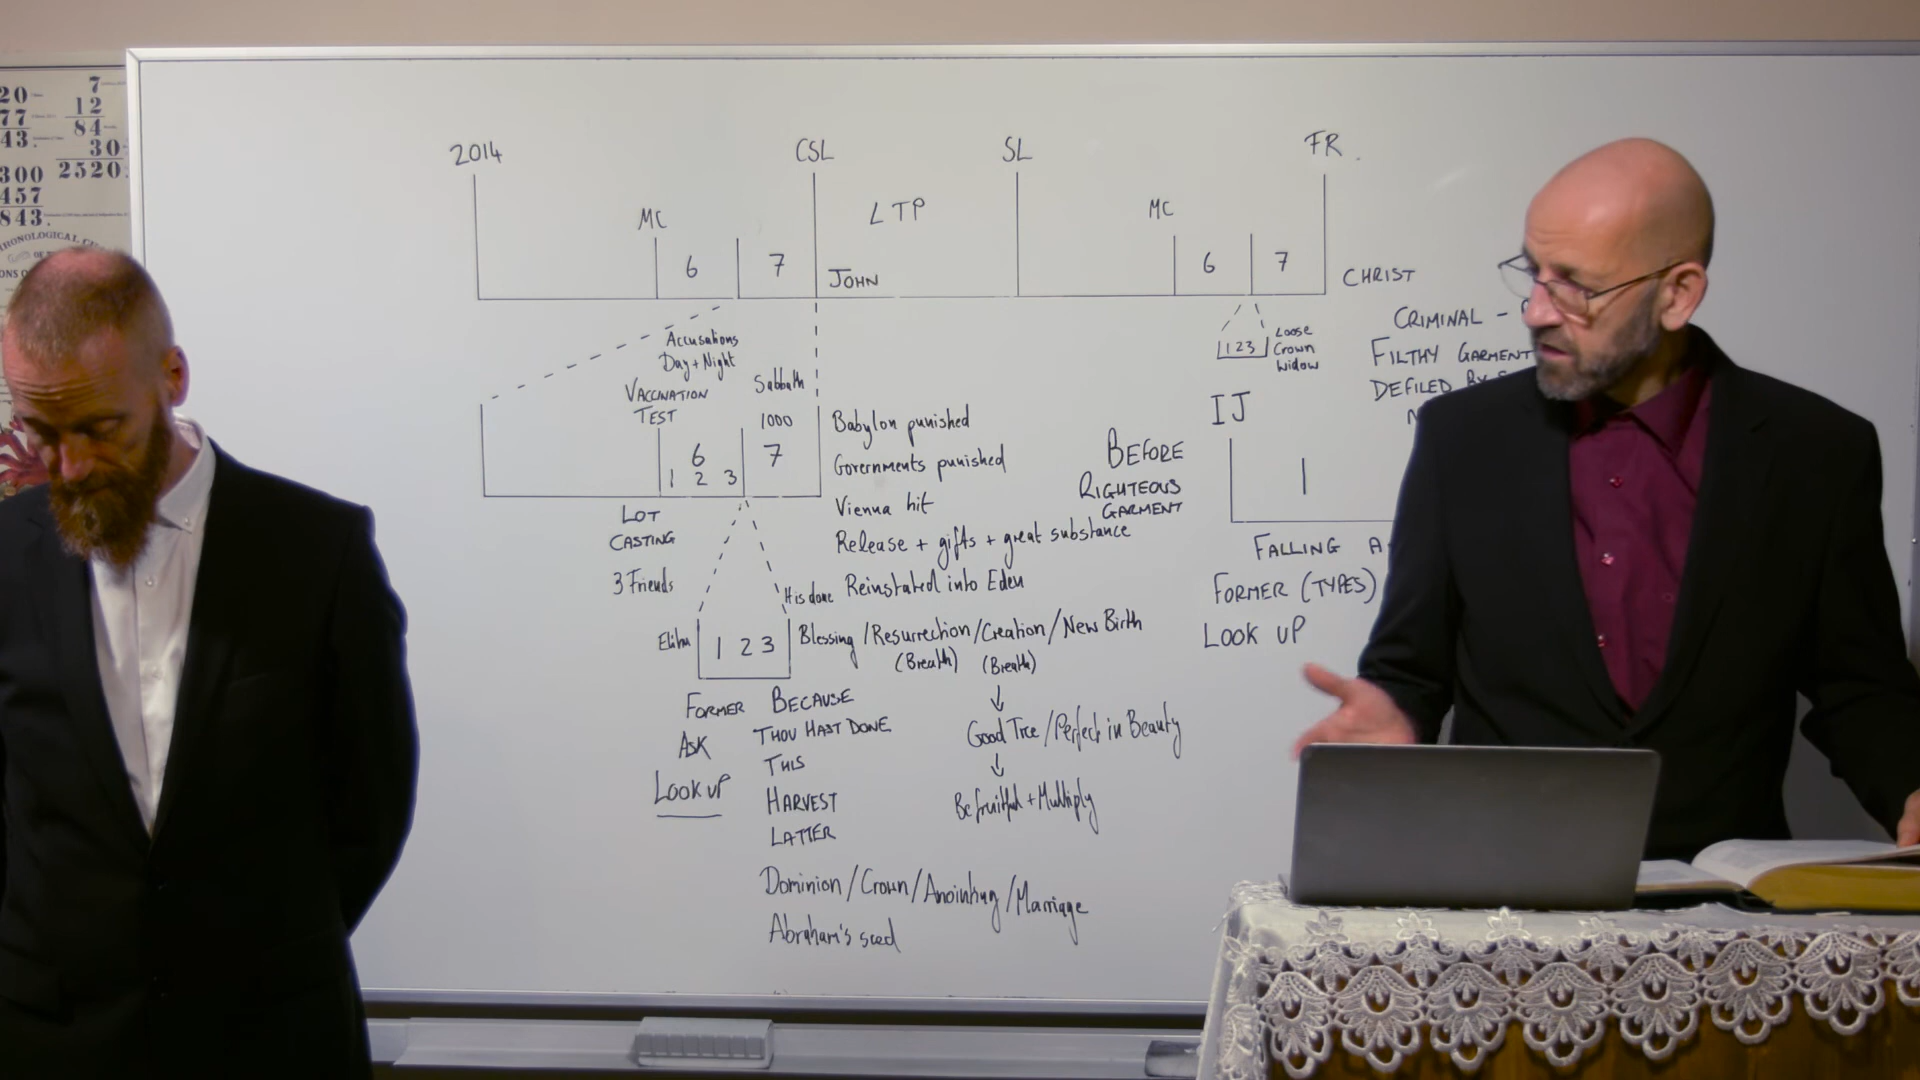 7
20
12
77
84
43.
30
300
2520.
457
843.
2014
CSL
SL
FR.
MC
LTP
MC
6
7
JOHN
6
7
CHRIST
Accusations
Day + Night
VACCINATION
TEST
Sabbath
1000
6
7
1 2 3
LOT
CASTING
3 Friends
Babylon punished
Governments punished
Vienna hit
Release + gifts + great substance
His done Reinstated into Eden
Elihu
1 2 3
Blessing / Resurrection / Creation / New Birth
(Breath) (Breath)
↓
Good Tree / Perfect in Beauty
↓
Be fruitful + Multiply
FORMER
ASK
LOOK UP
BECAUSE
THOU HAST DONE
THIS
HARVEST
LATTER
Dominion / Crown / Anointing / Marriage
Abraham's seed
1 2 3
Loose
Crown
Widow
CRIMINAL -
FILTHY GARMENT
DEFILED BY
IJ
BEFORE
RIGHTEOUS
GARMENT
1
FALLING A
FORMER (TYPES)
LOOK UP